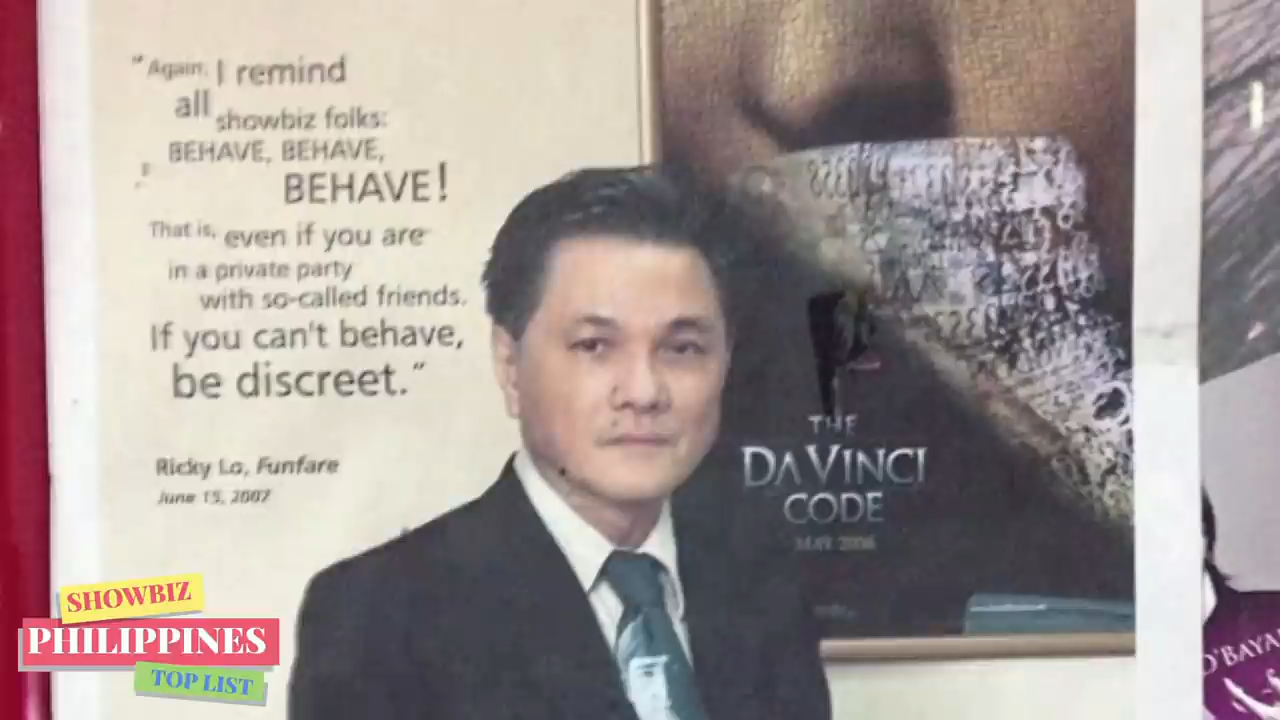 "Again, I remind
all showbiz folks:
BEHAVE, BEHAVE,
BEHAVE!
That is, even if you are
in a private party
with so-called friends.
If you can't behave,
be discreet."
Ricky Lo, Funfare
June 15, 2007
THE
DA VINCI
CODE
MAY 2006
O'BAYA
SHOWBIZ
PHILIPPINES
TOP LIST